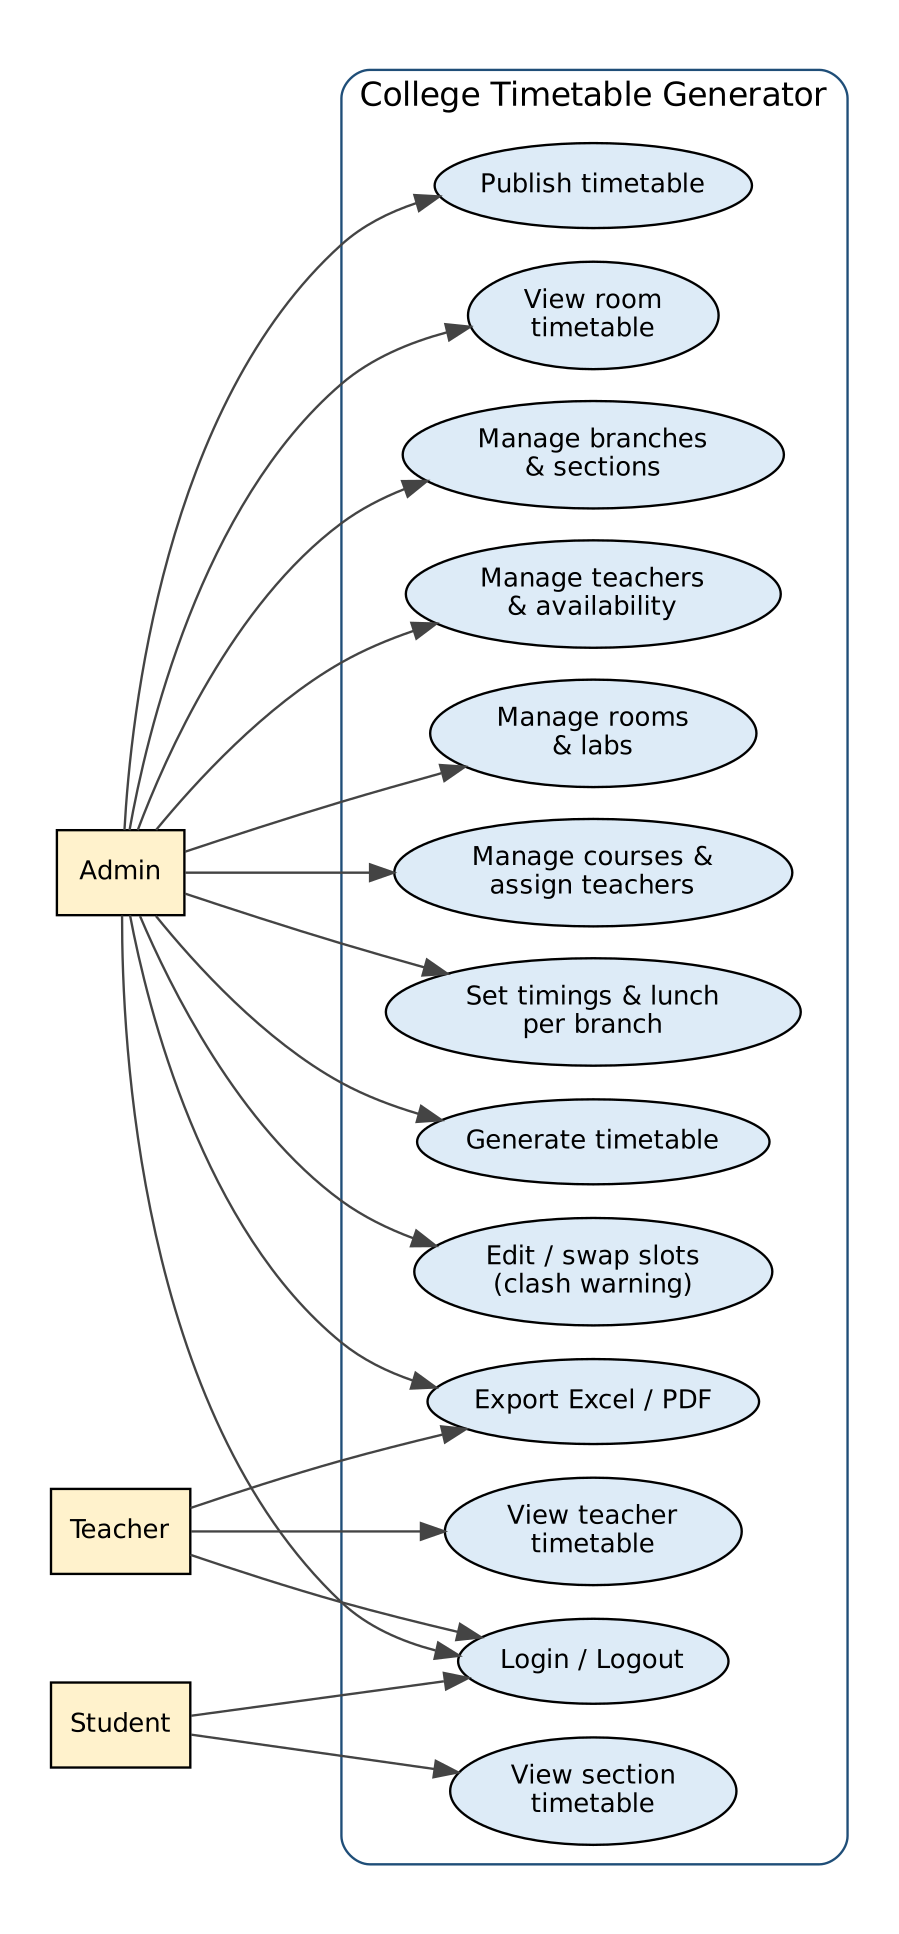 College Timetable Generator
Publish timetable
View room
timetable
Manage branches
& sections
Manage teachers
& availability
Manage rooms
& labs
Admin
Manage courses &
assign teachers
Set timings & lunch
per branch
Generate timetable
Edit / swap slots
(clash warning)
Export Excel / PDF
Teacher
View teacher
timetable
Login / Logout
Student
View section
timetable